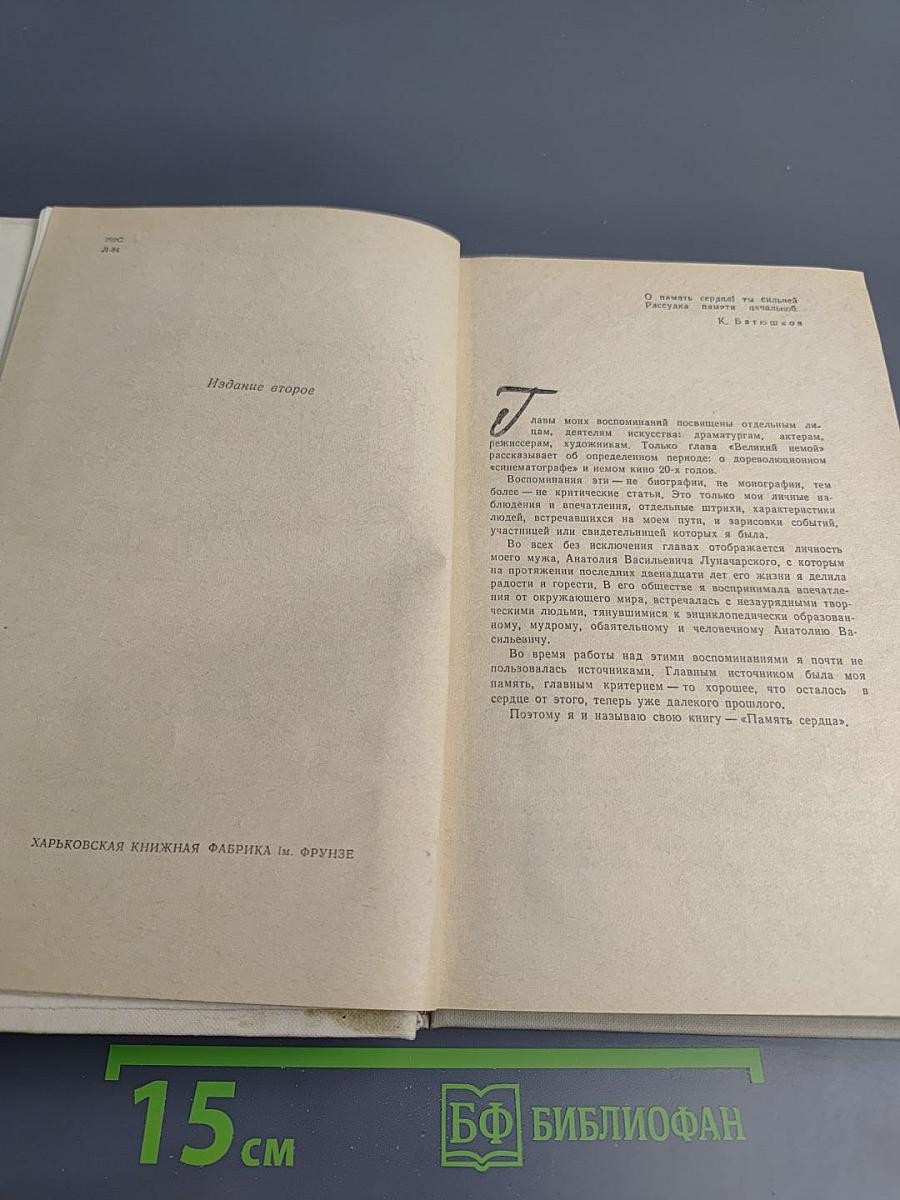 792С
Л-84
Издание второе
ХАРЬКОВСКАЯ КНИЖНАЯ ФАБРИКА ім. ФРУНЗЕ
О память сердца! ты сильней
Рассудка памяти печальной.
К. Батюшков
Главы моих воспоминаний посвящены отдельным ли-
цам, деятелям искусства: драматургам, актерам,
режиссерам, художникам. Только глава «Великий немой»
рассказывает об определенном периоде: о дореволюционном
«синематографе» и немом кино 20-х годов.
Воспоминания эти — не биографии, не монографии, тем
более — не критические статьи. Это только мои личные на-
блюдения и впечатления, отдельные штрихи, характеристики
людей, встречавшихся на моем пути, и зарисовки событий,
участницей или свидетельницей которых я была.
Во всех без исключения главах отображается личность
моего мужа, Анатолия Васильевича Луначарского, с которым
на протяжении последних двенадцати лет его жизни я делила
радости и горести. В его обществе я воспринимала впечатле-
ния от окружающего мира, встречалась с незаурядными твор-
ческими людьми, тянувшимися к энциклопедически образован-
ному, мудрому, обаятельному и человечному Анатолию Ва-
сильевичу.
Во время работы над этими воспоминаниями я почти не
пользовалась источниками. Главным источником была моя
память, главным критерием — то хорошее, что осталось в
сердце от этого, теперь уже далекого прошлого.
Поэтому я и называю свою книгу — «Память сердца».
15 см
БФ БИБЛИОФАН